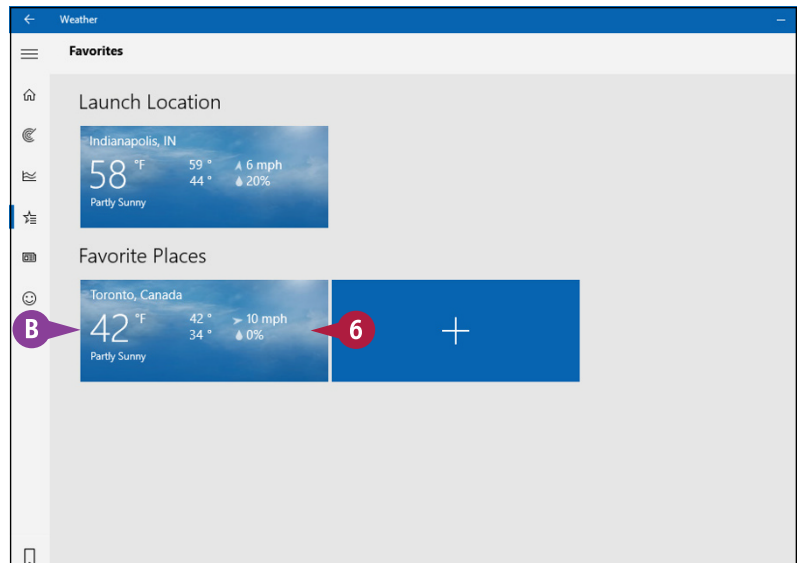 Weather
Favorites
Launch Location
Indianapolis, IN
58 °F 59 ° 6 mph
44 ° 20%
Partly Sunny
Favorite Places
Toronto, Canada
B 42 °F 42 ° 10 mph 6
34 ° 0%
Partly Sunny